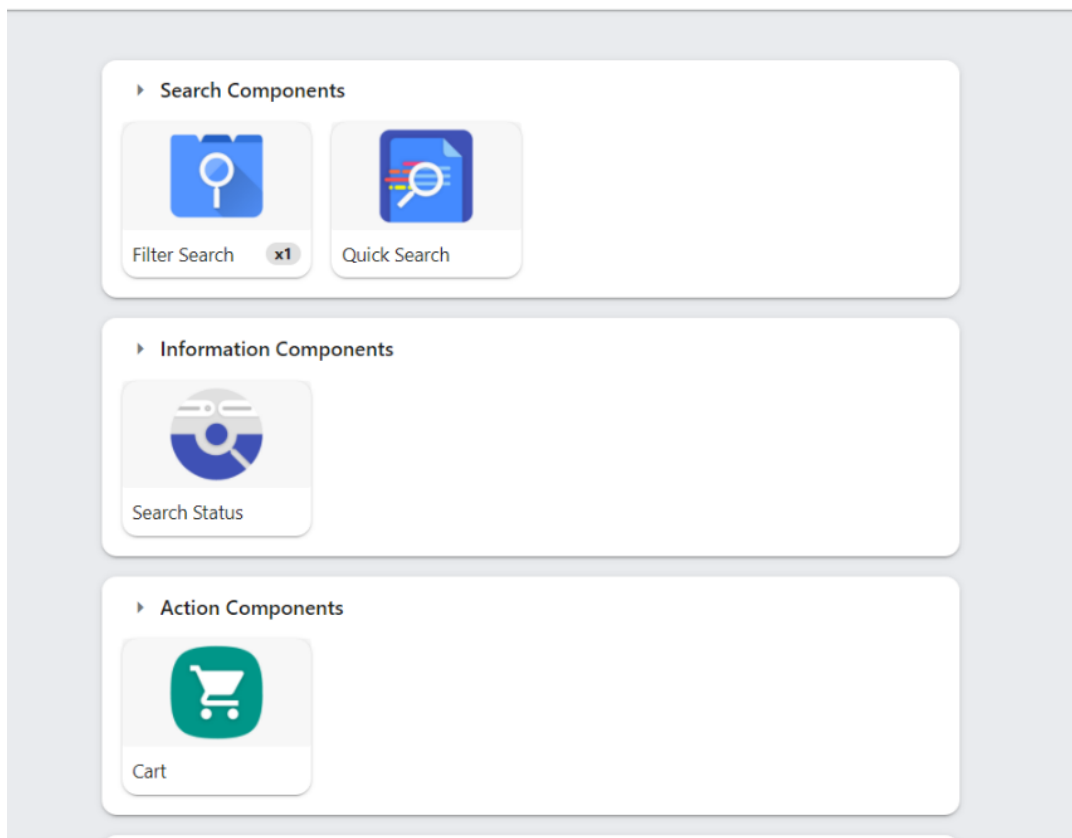 Search Components
Filter Search x1
Quick Search
Information Components
Search Status
Action Components
Cart